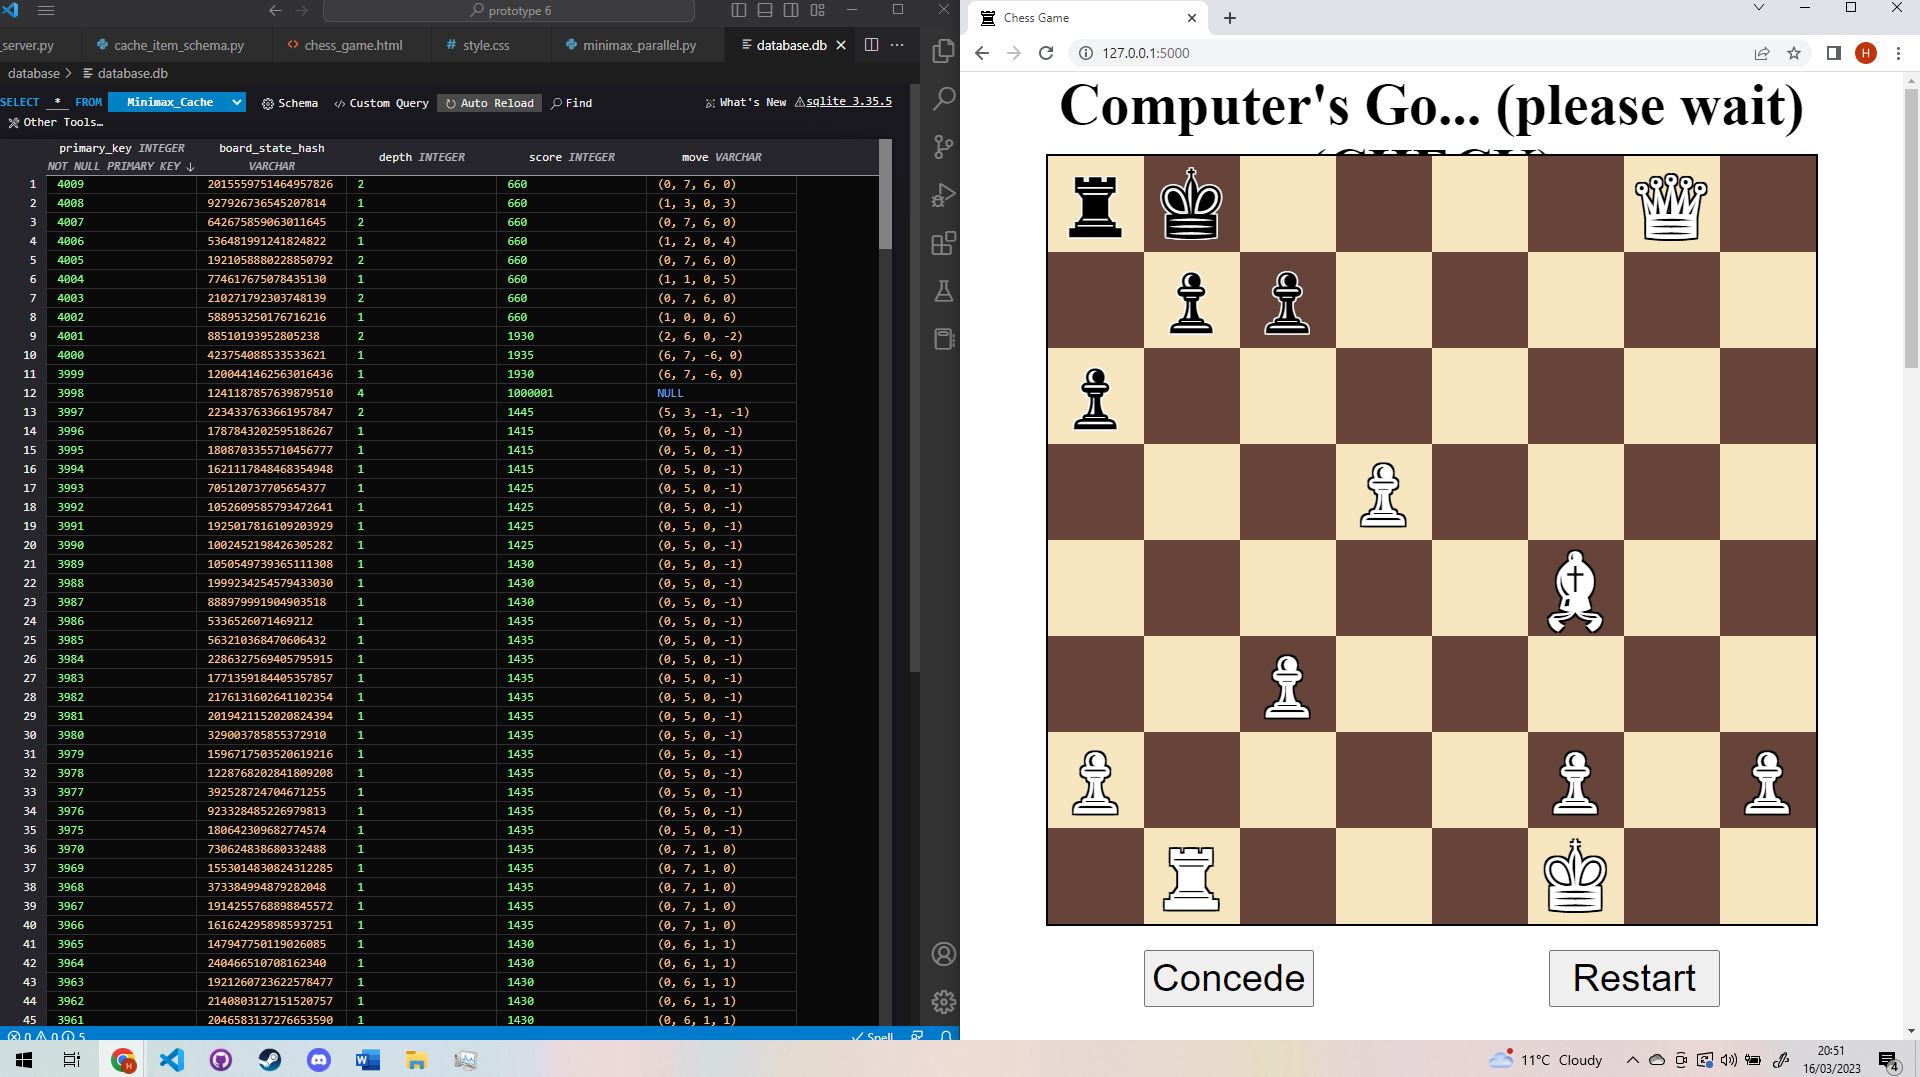 prototype 6
_server.py
cache_item_schema.py
chess_game.html
style.css
minimax_parallel.py
database.db
database > database.db
SELECT * FROM Minimax_Cache Schema Custom Query Auto Reload Find What's New sqlite 3.35.5
Other Tools…
primary_key INTEGER NOT NULL PRIMARY KEY board_state_hash VARCHAR depth INTEGER score INTEGER move VARCHAR
1 4009 2015559751464957826 2 660 (0, 7, 6, 0)
2 4008 927926736545207814 1 660 (1, 3, 0, 3)
3 4007 642675859063011645 2 660 (0, 7, 6, 0)
4 4006 536481991241824822 1 660 (1, 2, 0, 4)
5 4005 1921058880228850792 2 660 (0, 7, 6, 0)
6 4004 774617675078435130 1 660 (1, 1, 0, 5)
7 4003 210271792303748139 2 660 (0, 7, 6, 0)
8 4002 588953250176716216 1 660 (1, 0, 0, 6)
9 4001 88510193952805238 2 1930 (2, 6, 0, -2)
10 4000 423754088533533621 1 1935 (6, 7, -6, 0)
11 3999 1200441462563016436 1 1930 (6, 7, -6, 0)
12 3998 1241187857639879510 4 1000001 NULL
13 3997 2234337633661957847 2 1445 (5, 3, -1, -1)
14 3996 1787843202595186267 1 1415 (0, 5, 0, -1)
15 3995 1808703355710456777 1 1415 (0, 5, 0, -1)
16 3994 1621117848468354948 1 1415 (0, 5, 0, -1)
17 3993 705120737705654377 1 1425 (0, 5, 0, -1)
18 3992 1052609585793472641 1 1425 (0, 5, 0, -1)
19 3991 1925017816109203929 1 1425 (0, 5, 0, -1)
20 3990 1002452198426305282 1 1425 (0, 5, 0, -1)
21 3989 1050549739365111308 1 1430 (0, 5, 0, -1)
22 3988 1999234254579433030 1 1430 (0, 5, 0, -1)
23 3987 888979991904903518 1 1430 (0, 5, 0, -1)
24 3986 5336526071469212 1 1435 (0, 5, 0, -1)
25 3985 563210368470606432 1 1435 (0, 5, 0, -1)
26 3984 2286327569405795915 1 1435 (0, 5, 0, -1)
27 3983 1771359184405357857 1 1435 (0, 5, 0, -1)
28 3982 2176131602641102354 1 1435 (0, 5, 0, -1)
29 3981 2019421152020824394 1 1435 (0, 5, 0, -1)
30 3980 329003785855372910 1 1435 (0, 5, 0, -1)
31 3979 1596717503520619216 1 1435 (0, 5, 0, -1)
32 3978 1228768202841809208 1 1435 (0, 5, 0, -1)
33 3977 392528724704671255 1 1435 (0, 5, 0, -1)
34 3976 923328485226979813 1 1435 (0, 5, 0, -1)
35 3975 180642309682774574 1 1435 (0, 5, 0, -1)
36 3970 730624838680332488 1 1435 (0, 7, 1, 0)
37 3969 1553014830824312285 1 1435 (0, 7, 1, 0)
38 3968 373384994879282048 1 1435 (0, 7, 1, 0)
39 3967 1914255768898845572 1 1435 (0, 7, 1, 0)
40 3966 1616242958985937251 1 1435 (0, 7, 1, 0)
41 3965 147947750119026085 1 1430 (0, 6, 1, 1)
42 3964 240466510708162340 1 1430 (0, 6, 1, 1)
43 3963 1921260723622578477 1 1430 (0, 6, 1, 1)
44 3962 2140803127151520757 1 1430 (0, 6, 1, 1)
45 3961 2046583137276653590 1 1430 (0, 6, 1, 1)
0 0 5 Spell
Chess Game
127.0.0.1:5000
H
Computer's Go... (please wait)
(CHECK)
Concede
Restart
11°C Cloudy
20:51
16/03/2023
4